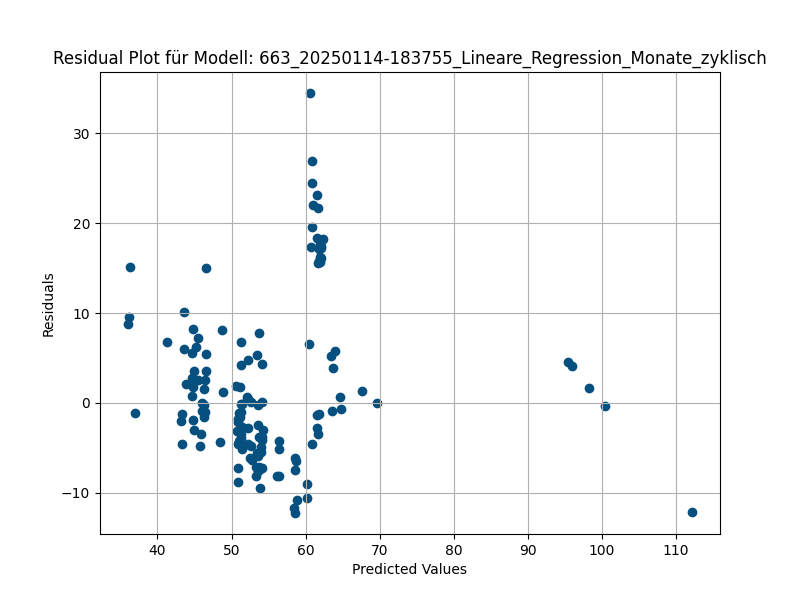 Residual Plot für Modell: 663_20250114-183755_Lineare_Regression_Monate_zyklisch
30
20
10
0
−10
Residuals
40 50 60 70 80 90 100 110
Predicted Values